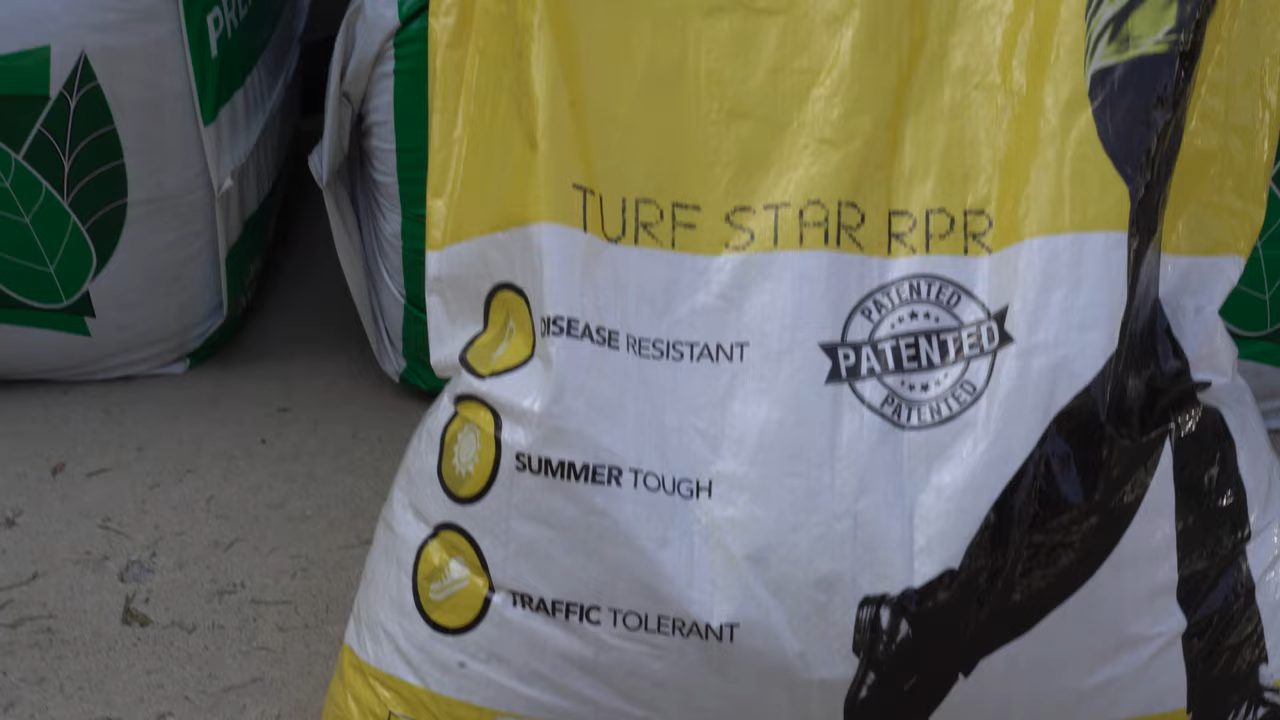 TURF STAR RPR
DISEASE RESISTANT
PATENTED
PATENTED
PATENTED
SUMMER TOUGH
TRAFFIC TOLERANT